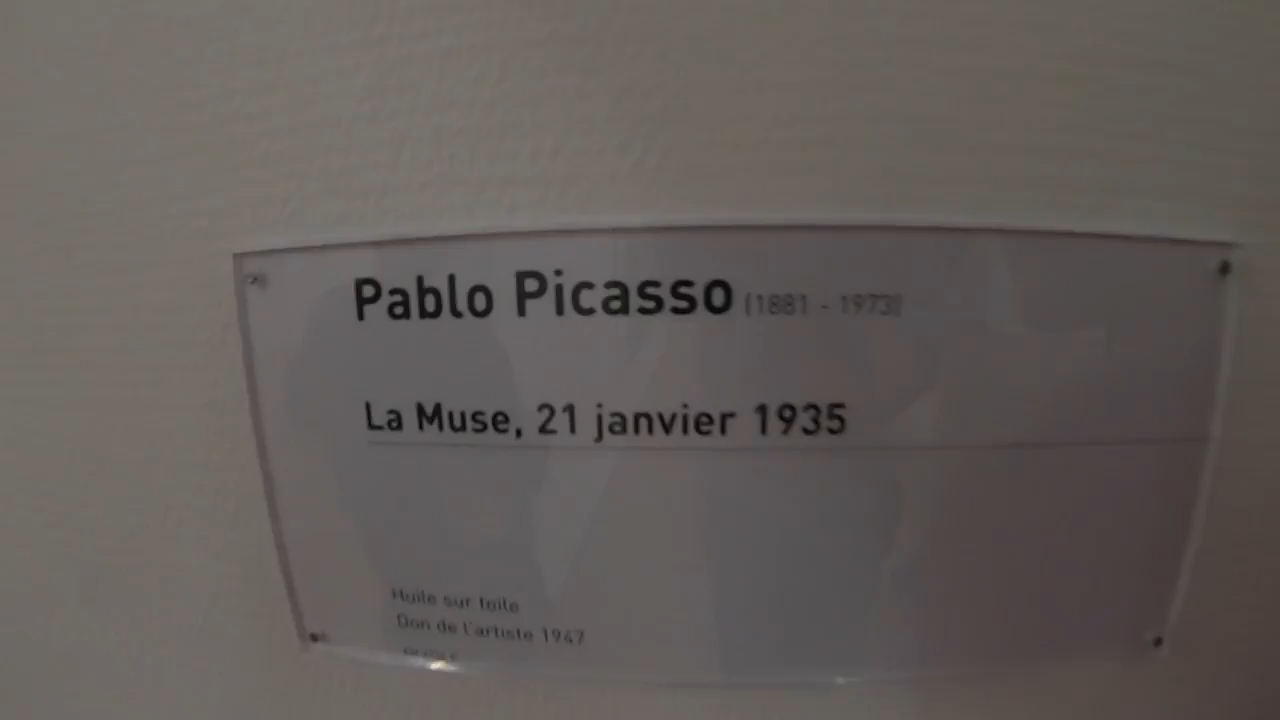 Pablo Picasso (1881 - 1973)
La Muse, 21 janvier 1935
Huile sur toile
Don de l'artiste 1947